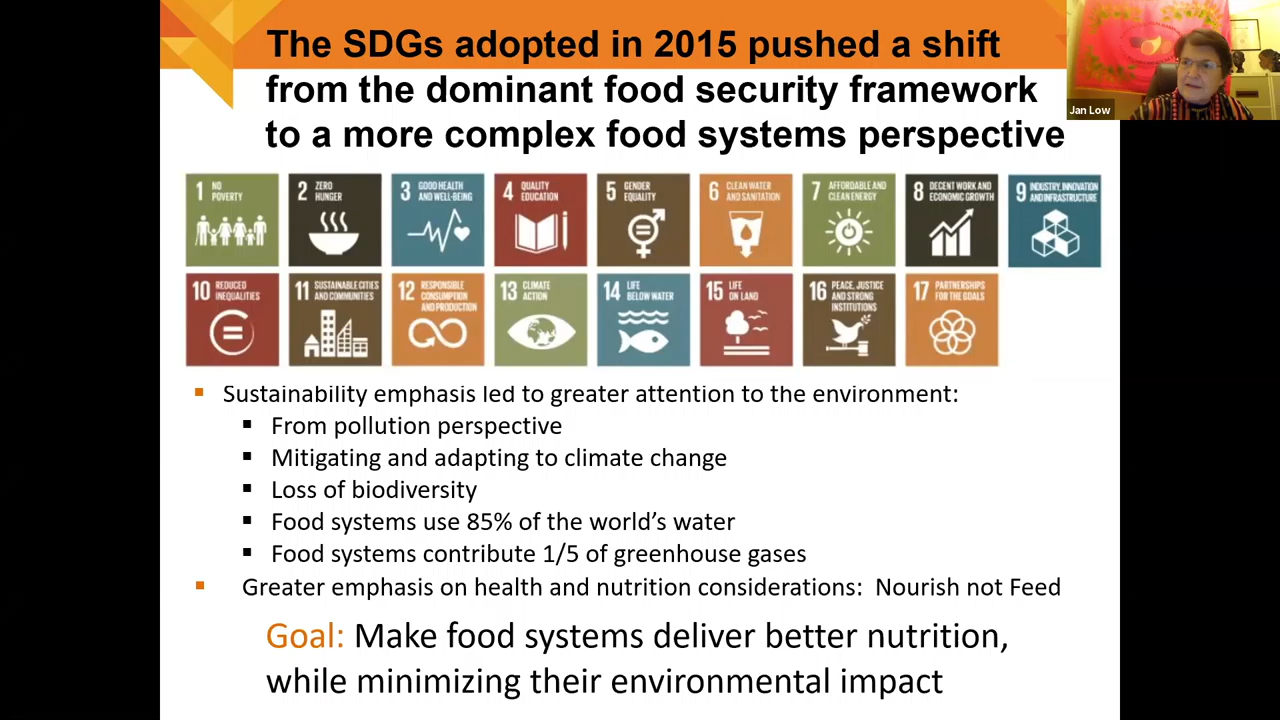 The SDGs adopted in 2015 pushed a shift
from the dominant food security framework
to a more complex food systems perspective
Jan Low
1 NO
POVERTY
2 ZERO
HUNGER
3 GOOD HEALTH
AND WELL-BEING
4 QUALITY
EDUCATION
5 GENDER
EQUALITY
6 CLEAN WATER
AND SANITATION
7 AFFORDABLE AND
CLEAN ENERGY
8 DECENT WORK AND
ECONOMIC GROWTH
9 INDUSTRY, INNOVATION
AND INFRASTRUCTURE
10 REDUCED
INEQUALITIES
11 SUSTAINABLE CITIES
AND COMMUNITIES
12 RESPONSIBLE
CONSUMPTION
AND PRODUCTION
13 CLIMATE
ACTION
14 LIFE
BELOW WATER
15 LIFE
ON LAND
16 PEACE, JUSTICE
AND STRONG
INSTITUTIONS
17 PARTNERSHIPS
FOR THE GOALS
Sustainability emphasis led to greater attention to the environment:
From pollution perspective
Mitigating and adapting to climate change
Loss of biodiversity
Food systems use 85% of the world's water
Food systems contribute 1/5 of greenhouse gases
Greater emphasis on health and nutrition considerations: Nourish not Feed
Goal: Make food systems deliver better nutrition,
while minimizing their environmental impact